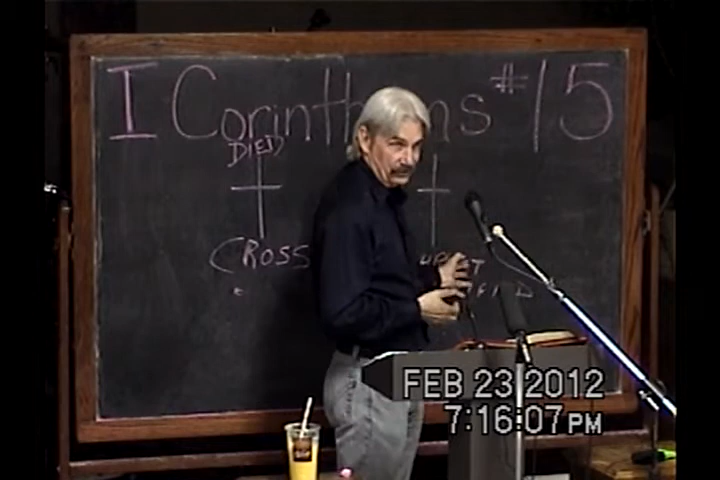 I Corinthians #15
DIED
CROSS
FEB 23 2012
7:16:07 PM